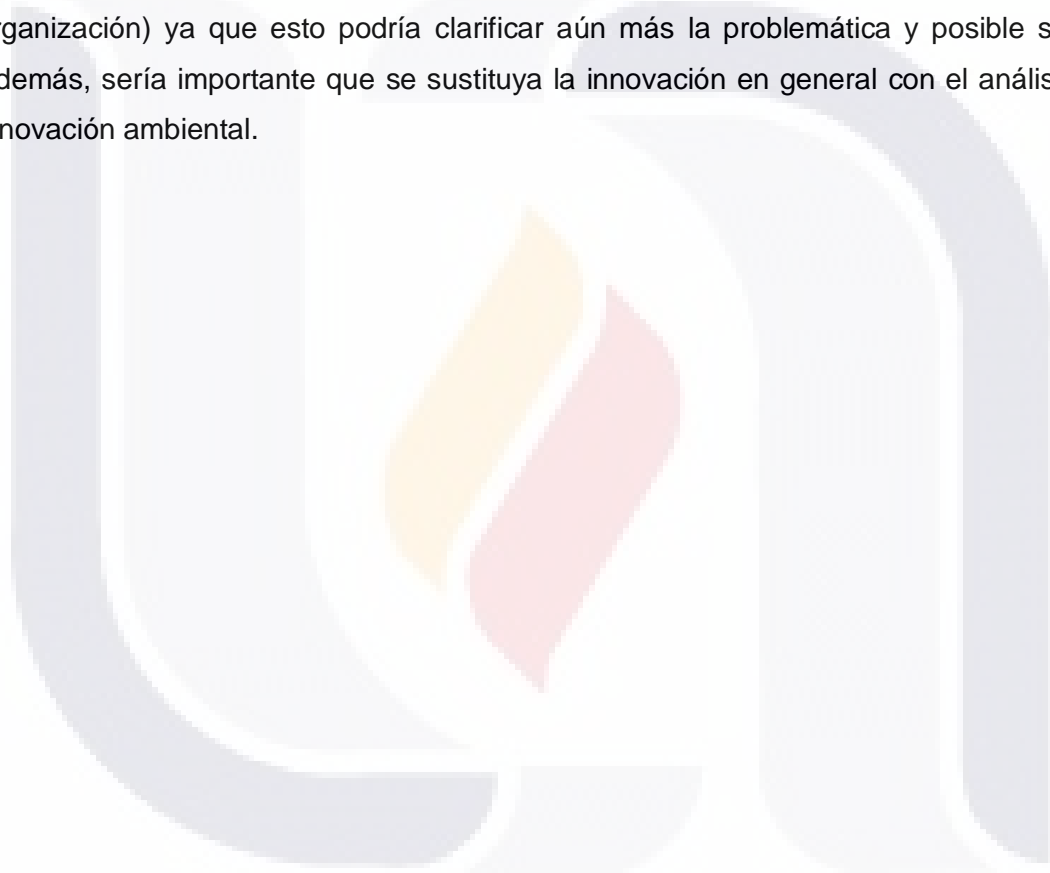 rganización) ya que esto podría clarificar aún más la problemática y posible s
demás, sería importante que se sustituya la innovación en general con el anális
novación ambiental.